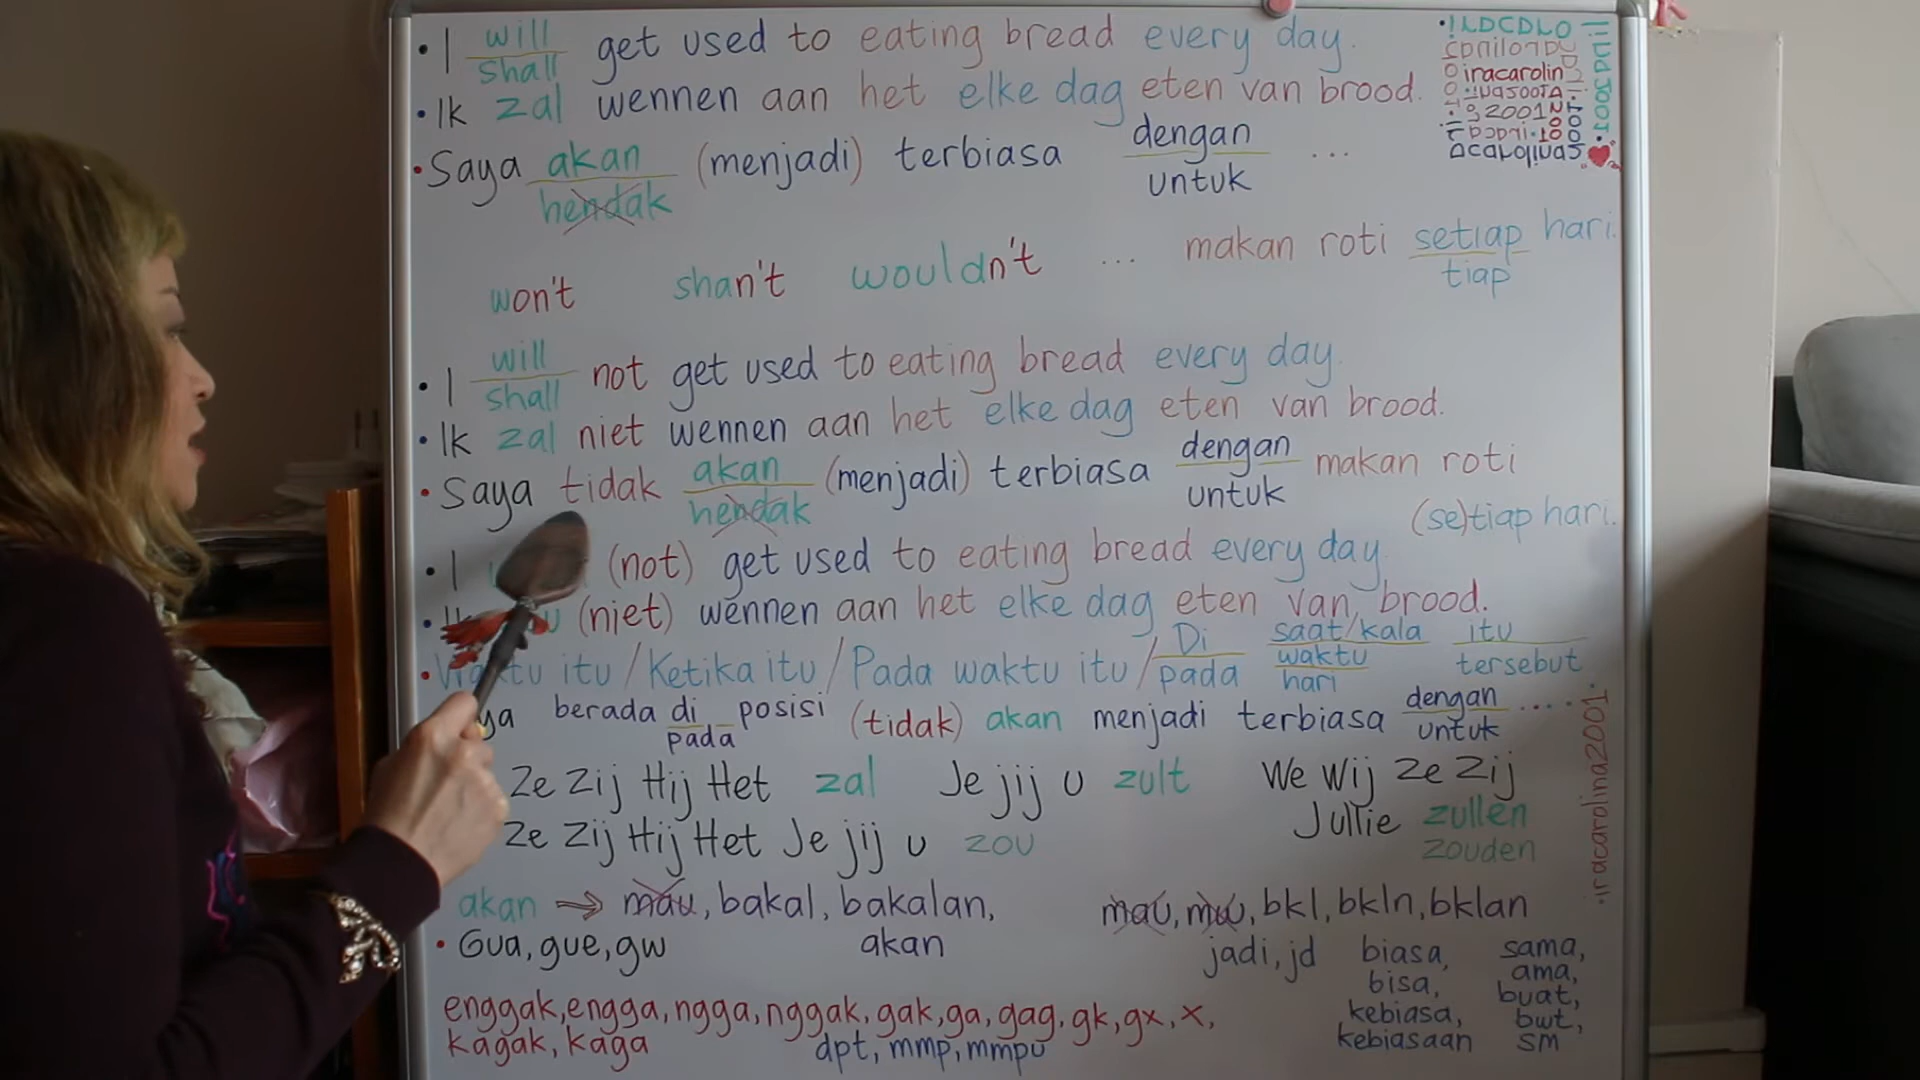 • I will/shall get used to eating bread every day.
• Ik zal wennen aan het elke dag eten van brood.
• Saya akan/hendak (menjadi) terbiasa dengan/untuk ...
... makan roti setiap/tiap hari.
won't shan't wouldn't
• I will/shall not get used to eating bread every day.
• Ik zal niet wennen aan het elke dag eten van brood.
• Saya tidak akan/hendak (menjadi) terbiasa dengan/untuk makan roti
(se)tiap hari.
• I (not) get used to eating bread every day.
(niet) wennen aan het elke dag eten van brood.
• Waktu itu / Ketika itu / Pada waktu itu / Di/pada saat/kala/waktu/hari itu/tersebut
berada di/pada posisi (tidak) akan menjadi terbiasa dengan/untuk ....
Ze Zij Hij Het zal Je jij u zult We Wij Ze Zij
Jullie zullen
Ze Zij Hij Het Je jij u zou zouden
akan ⇒ mau, bakal, bakalan, akan
mau, mw, bkl, bkln, bklan
• Gua, gue, gw
jadi, jd
biasa,
bisa,
kebiasa,
kebiasaan
sama,
ama,
buat,
bwt,
sm
enggak, engga, ngga, nggak, gak, ga, gag, gk, gx, x,
kagak, kaga
dpt, mmp, mmpu
iracarolin
.iracarolina2001.